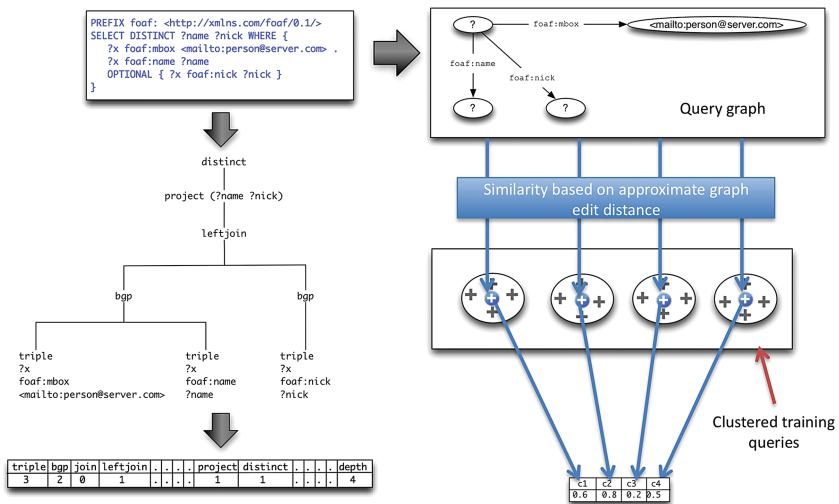 PREFIX foaf: <http://xmlns.com/foaf/0.1/>
SELECT DISTINCT ?name ?nick WHERE {
?x foaf:mbox <mailto:person@server.com> .
?x foaf:name ?name
OPTIONAL { ?x foaf:nick ?nick }
}
distinct
project (?name ?nick)
leftjoin
bgp bgp
triple triple triple
?x ?x ?x
foaf:mbox foaf:name foaf:nick
<mailto:person@server.com> ?name ?nick
triple bgp join leftjoin . . . . project distinct . . . . depth
3 2 0 1 . . . . 1 1 . . . . 4
? foaf:mbox <mailto:person@server.com>
foaf:name
foaf:nick
? ?
Query graph
Similarity based on approximate graph
edit distance
Clustered training
queries
c1 c2 c3 c4
0.6 0.8 0.2 0.5